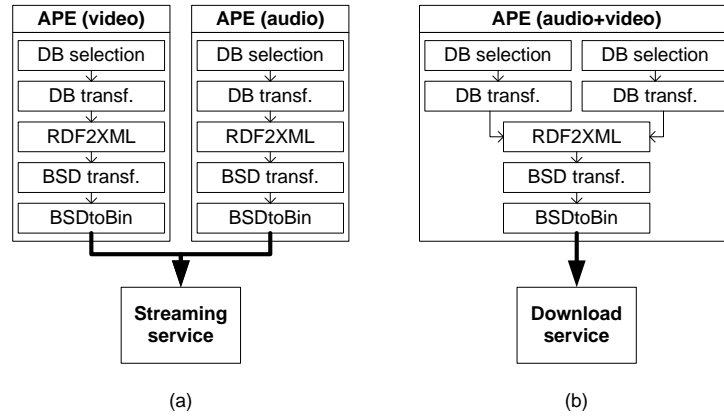 APE (video)
DB selection
DB transf.
RDF2XML
BSD transf.
BSDtoBin
APE (audio)
DB selection
DB transf.
RDF2XML
BSD transf.
BSDtoBin
Streaming
service
(a)
APE (audio+video)
DB selection
DB selection
DB transf.
DB transf.
RDF2XML
BSD transf.
BSDtoBin
Download
service
(b)